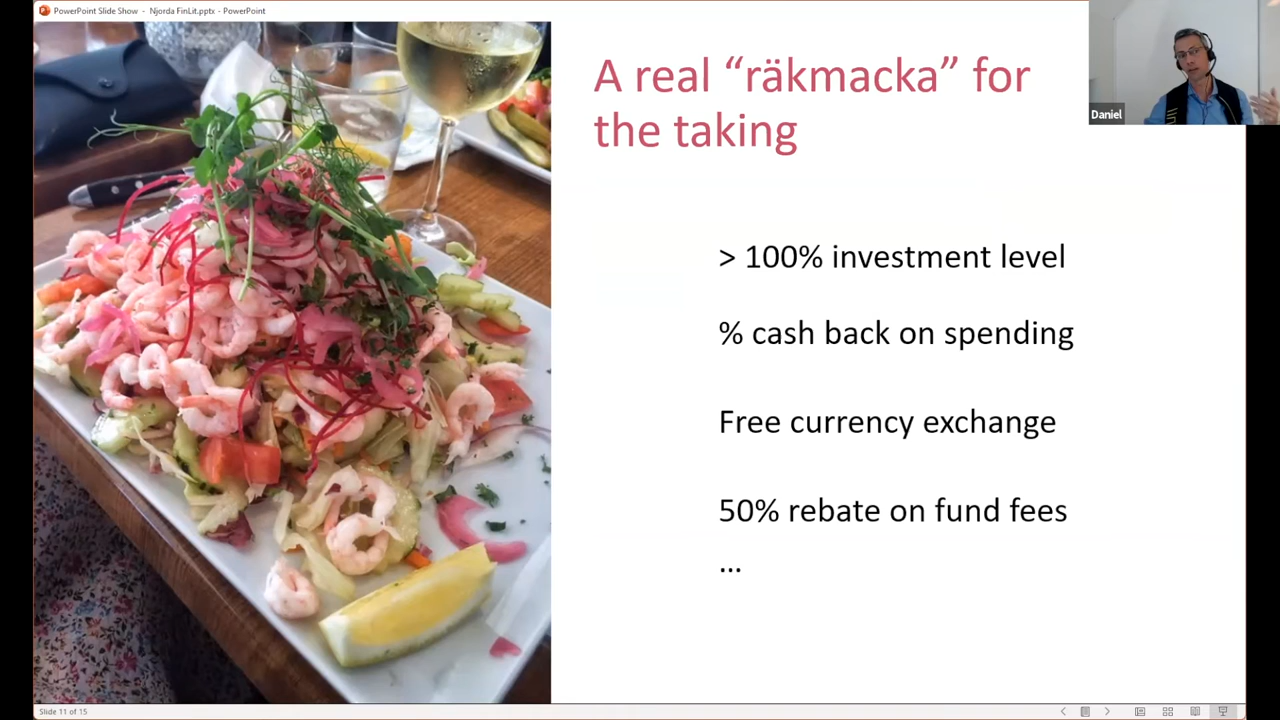 PowerPoint Slide Show - Njorda FinLit.pptx - PowerPoint
A real “räkmacka” for
the taking
Daniel
> 100% investment level
% cash back on spending
Free currency exchange
50% rebate on fund fees
...
Slide 11 of 15